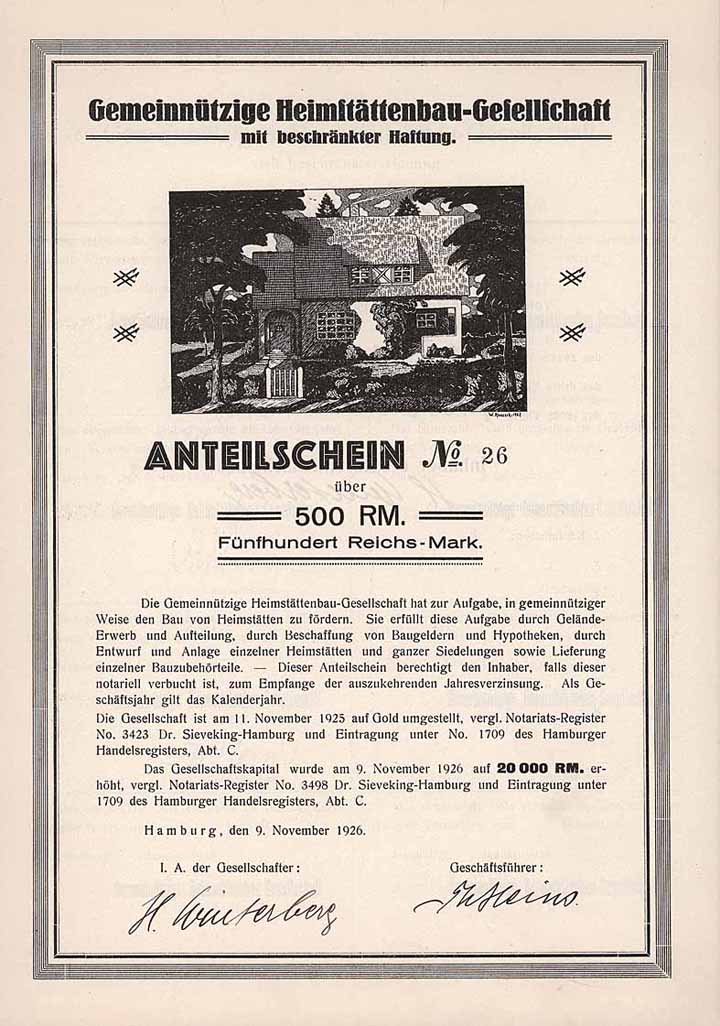 Gemeinnützige Heimstättenbau-Gesellschaft
mit beschränkter Haftung.
ANTEILSCHEIN No. 26
über
500 RM.
Fünfhundert Reichs-Mark.
Die Gemeinnützige Heimstättenbau-Gesellschaft hat zur Aufgabe, in gemeinnütziger
Weise den Bau von Heimstätten zu fördern. Sie erfüllt diese Aufgabe durch Gelände-
Erwerb und Aufteilung, durch Beschaffung von Baugeldern und Hypotheken, durch
Entwurf und Anlage einzelner Heimstätten und ganzer Siedelungen sowie Lieferung
einzelner Bauzubehörteile. — Dieser Anteilschein berechtigt den Inhaber, falls dieser
notariell verbucht ist, zum Empfange der auszukehrenden Jahresverzinsung. Als Ge-
schäftsjahr gilt das Kalenderjahr.
Die Gesellschaft ist am 11. November 1925 auf Gold umgestellt, vergl. Notariats-Register
No. 3423 Dr. Sieveking-Hamburg und Eintragung unter No. 1709 des Hamburger
Handelsregisters, Abt. C.
Das Gesellschaftskapital wurde am 9. November 1926 auf 20 000 RM. er-
höht, vergl. Notariats-Register No. 3498 Dr. Sieveking-Hamburg und Eintragung unter
1709 des Hamburger Handelsregisters, Abt. C.
Hamburg, den 9. November 1926.
I. A. der Gesellschafter: Geschäftsführer:
H. Winterberg